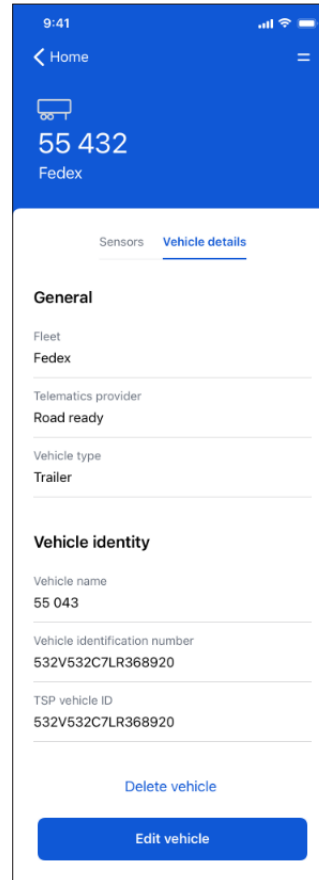 9:41
Home
55 432
Fedex
Sensors Vehicle details
General
Fleet
Fedex
Telematics provider
Road ready
Vehicle type
Trailer
Vehicle identity
Vehicle name
55 043
Vehicle identification number
532V532C7LR368920
TSP vehicle ID
532V532C7LR368920
Delete vehicle
Edit vehicle